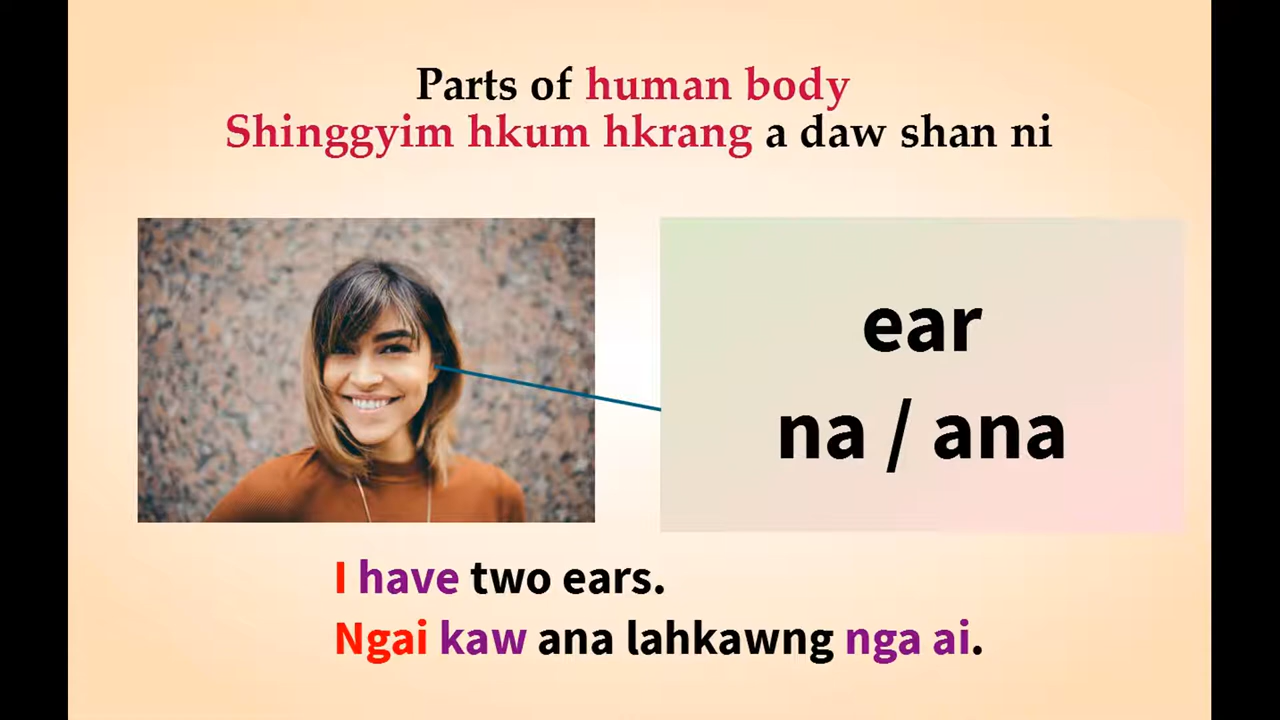 Parts of human body
Shinggyim hkum hkrang a daw shan ni
ear
na / ana
I have two ears.
Ngai kaw ana lahkawng nga ai.